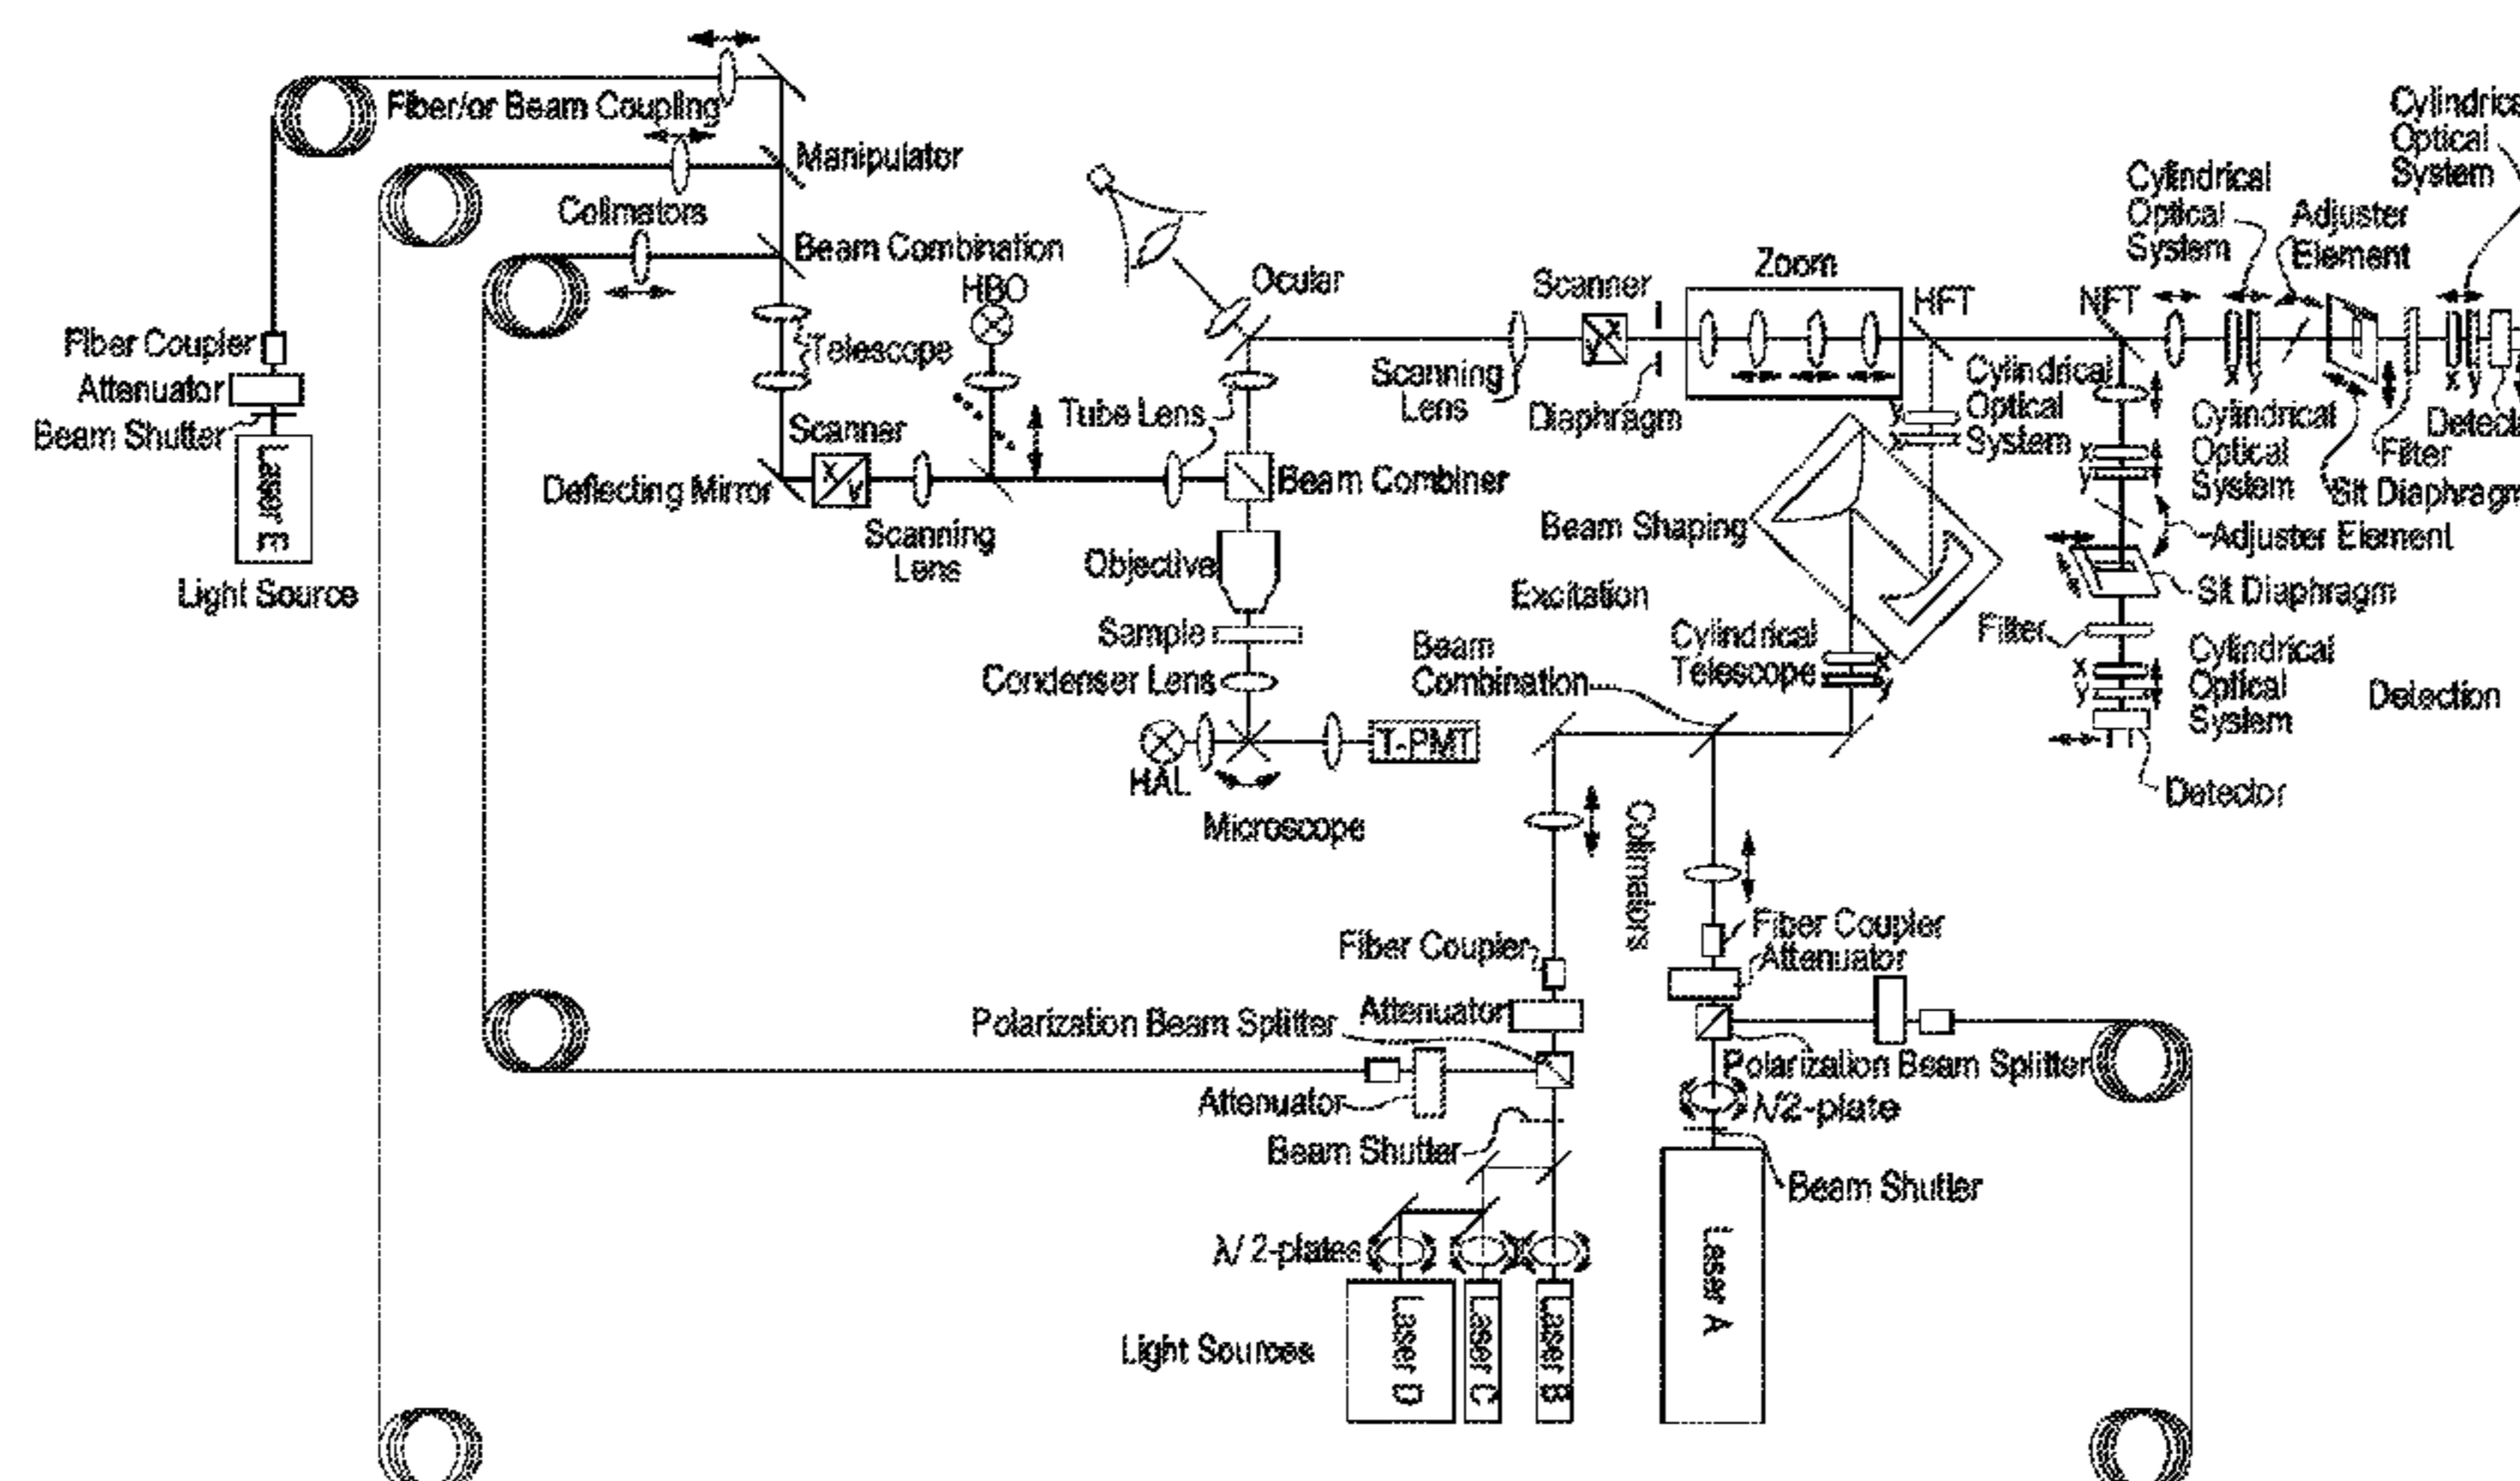 Fiber/or Beam Coupling
Manipulator
Colimators
Beam Combination
HBO
Telescope
Fiber Coupler
Attenuator
Beam Shutter
Laser E
Light Source
Scanner
Deflecting Mirror
x
y
Scanning
Lens
Tube Lens
Ocular
Beam Combiner
Objective
Sample
Condenser Lens
HAL
T-PMT
Microscope
Scanner
x
y
Scanning
Lens
Diaphragm
Zoom
HFT
NFT
Cylindrical
Optical
System
Adjuster
Element
Optical
System
x y
x y
Cylindrical
Optical
System
Filter
Slit Diaphragm
y
x
Cylindrical
Optical
System
x
y
Adjuster Element
Slit Diaphragm
Filter
x
y
Cylindrical
Optical
System
Detection
Detector
Beam Shaping
Excitation
Cylindrical
Telescope
x
y
Beam
Combination
Colimators
Fiber Coupler
Attenuator
Fiber Coupler
Attenuator
Polarization Beam Splitter
Attenuator
Polarization Beam Splitter
λ/2-plate
Beam Shutter
Beam Shutter
λ/2-plates
Light Sources
Laser D
Laser C
Laser B
Laser A